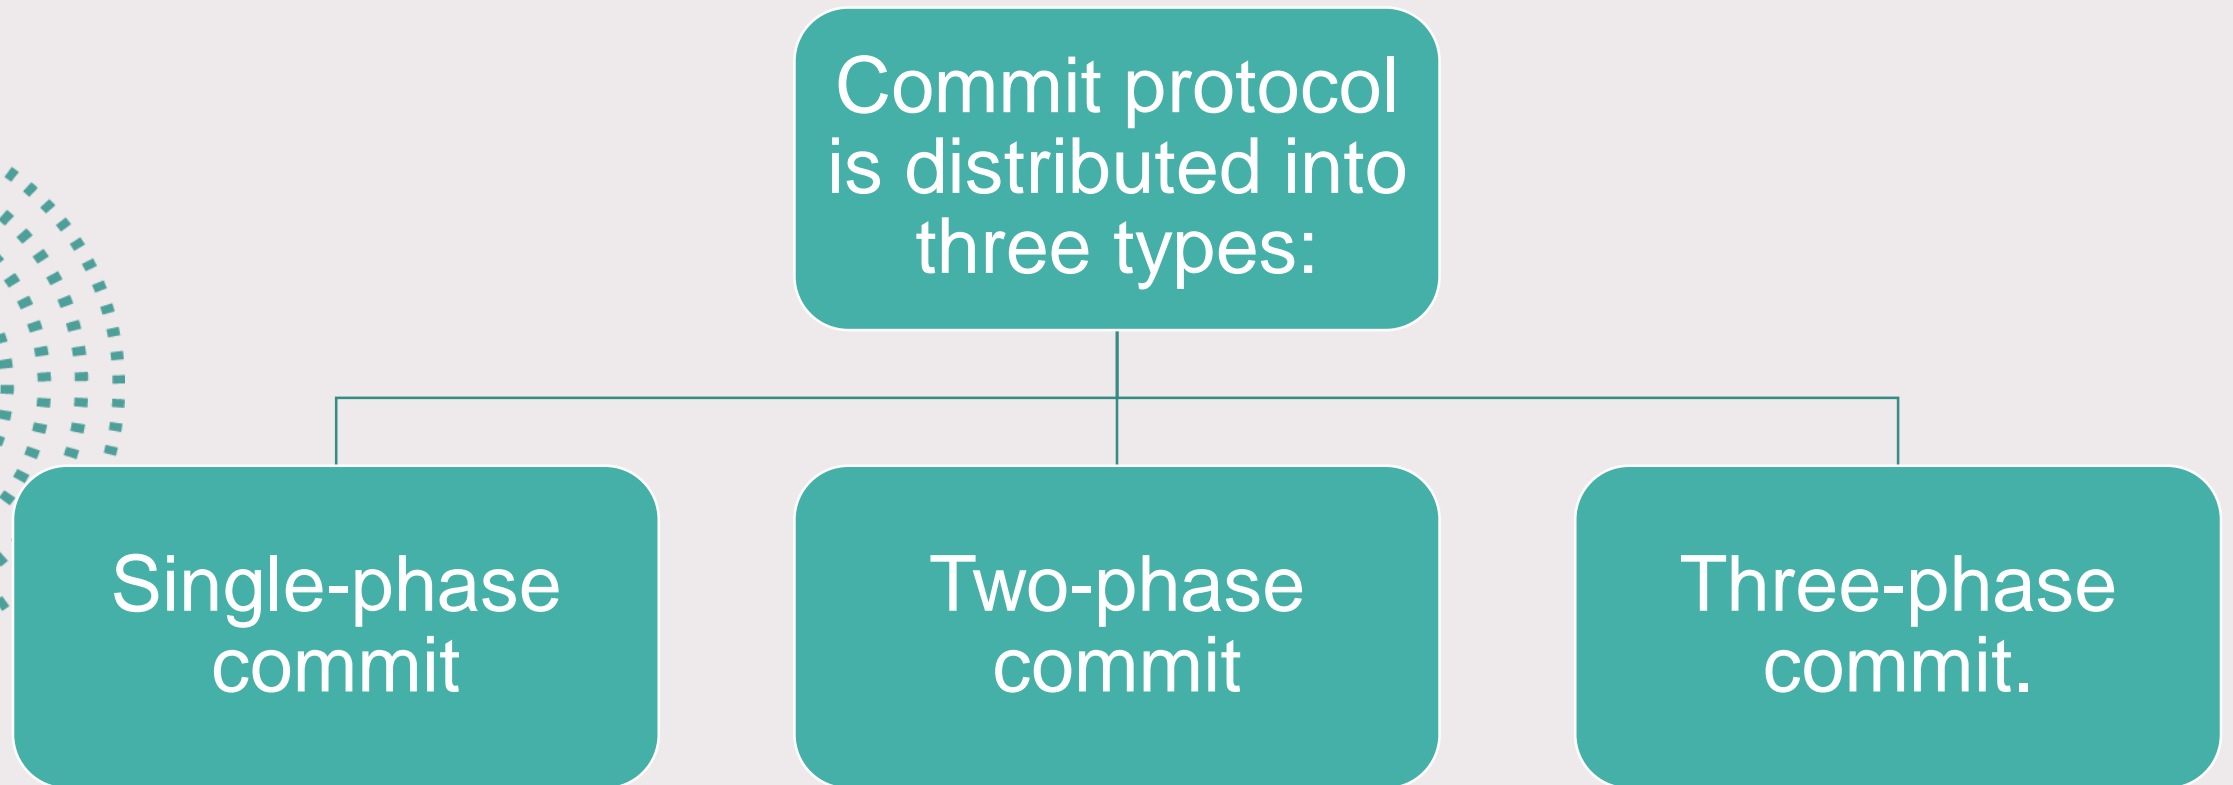 Commit protocol
is distributed into
three types:
Single-phase
commit
Two-phase
commit
Three-phase
commit.